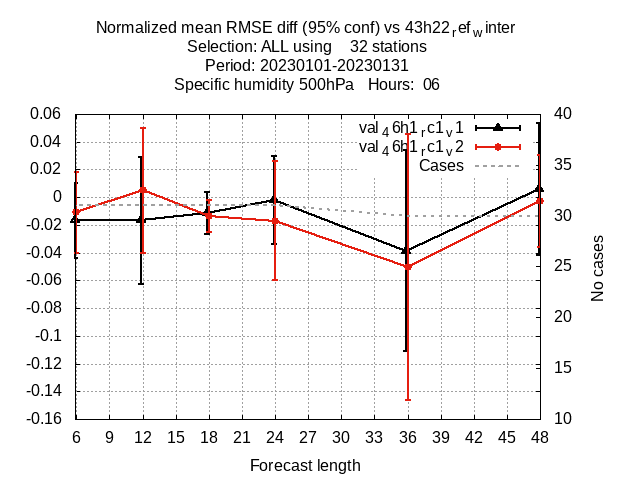 Normalized mean RMSE diff (95% conf) vs 43h22ref_winter
Selection: ALL using 32 stations
Period: 20230101-20230131
Specific humidity 500hPa Hours: 06
val46h1rc1v1
val46h1rc1v2
Cases
0.06
0.04
0.02
0
-0.02
-0.04
-0.06
-0.08
-0.1
-0.12
-0.14
-0.16
40
35
30
25
20
15
10
No cases
6 9 12 15 18 21 24 27 30 33 36 39 42 45 48
Forecast length